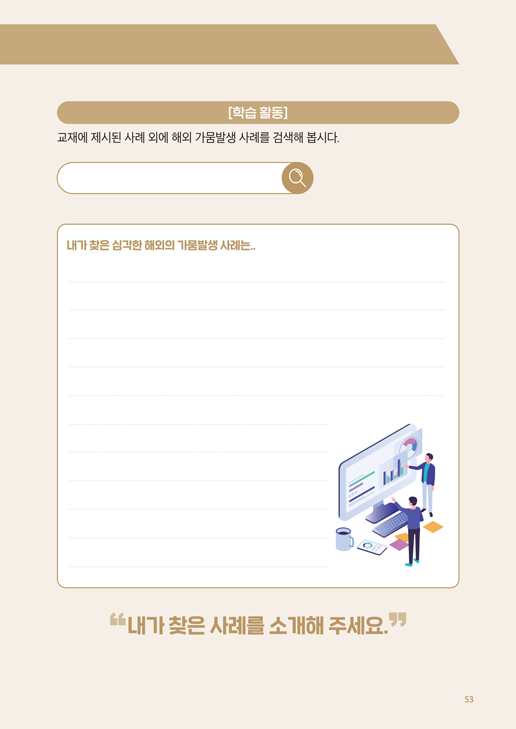 [학습 활동]
교재에 제시된 사례 외에 해외 가뭄발생 사례를 검색해 봅시다.
내가 찾은 심각한 해외의 가뭄발생 사례는..
“내가 찾은 사례를 소개해 주세요.”
53